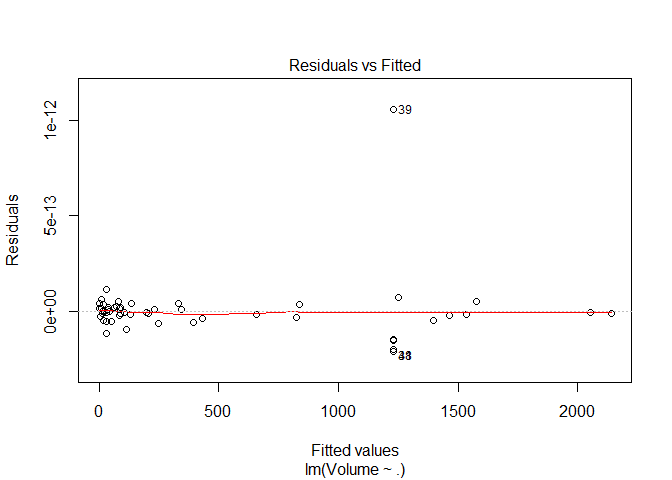 Residuals vs Fitted
1e-12
5e-13
0e+00
Residuals
39
0
500
1000
1500
2000
Fitted values
lm(Volume ~ .)